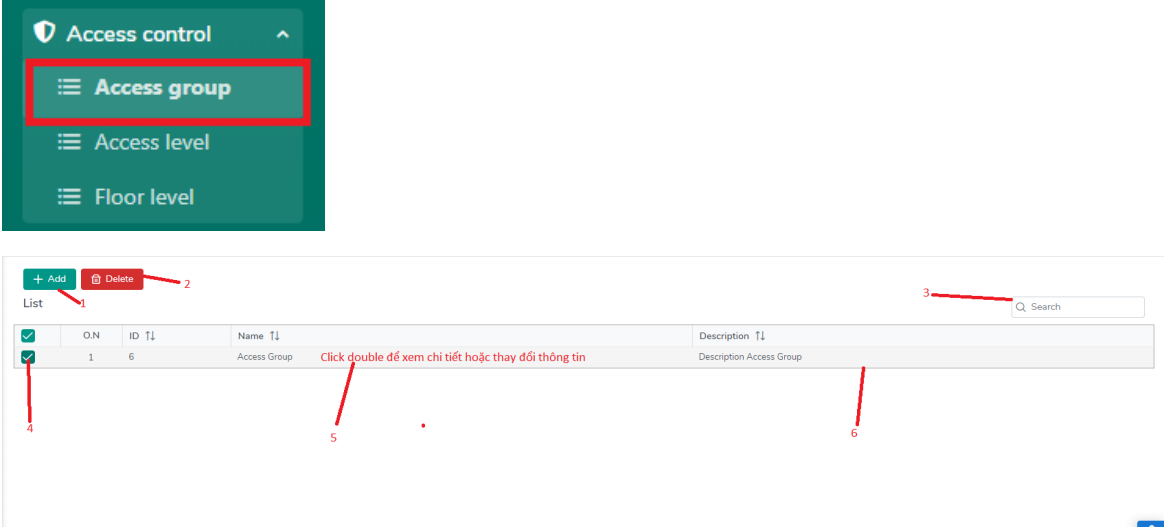 Access control
Access group
Access level
Floor level
+ Add
Delete
2
1
List
3
Search
O.N ID Name Description
1 6 Access Group Click double để xem chi tiết hoặc thay đổi thông tin Description Access Group
4
5
6